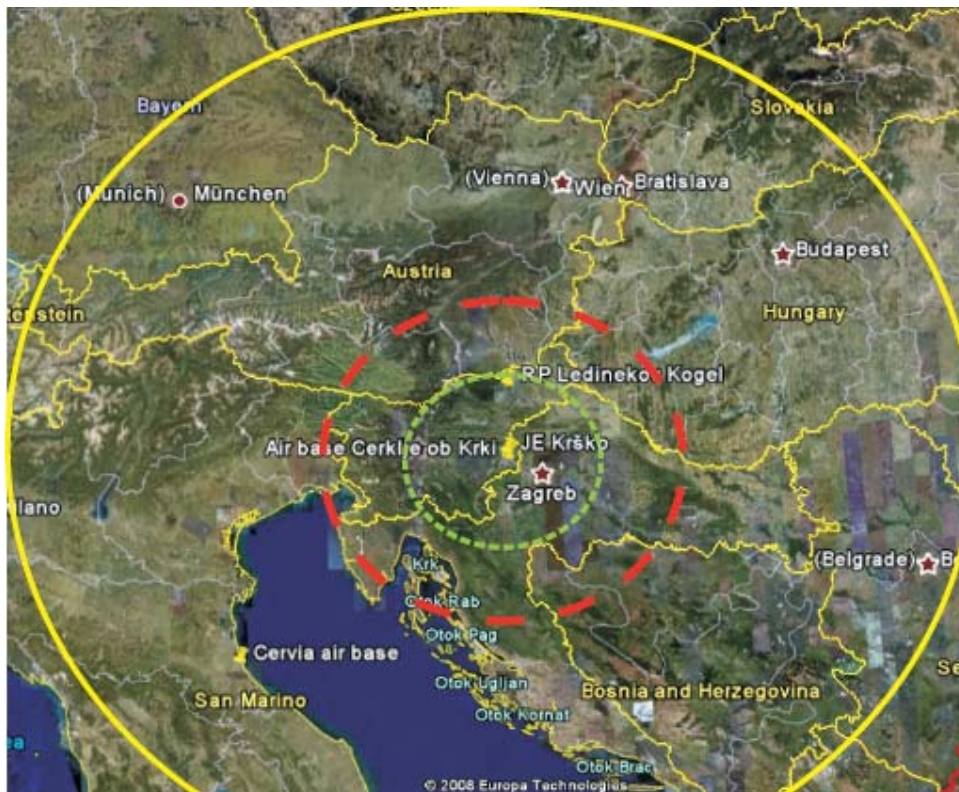 Slovakia
Bayern
(Vienna)
Wien
Bratislava
(Munich)
München
Budapest
Austria
Hungary
RP Ledinekov Kogel
Air base Cerklje ob Krki
JE Krško
Zagreb
lano
(Belgrade)
Krk
Otok Rab
Otok Pag
Cervia air base
Otok Ugljan
San Marino
Bosnia and Herzegovina
Otok Kornat
Otok Brac
© 2008 Europa Technologies